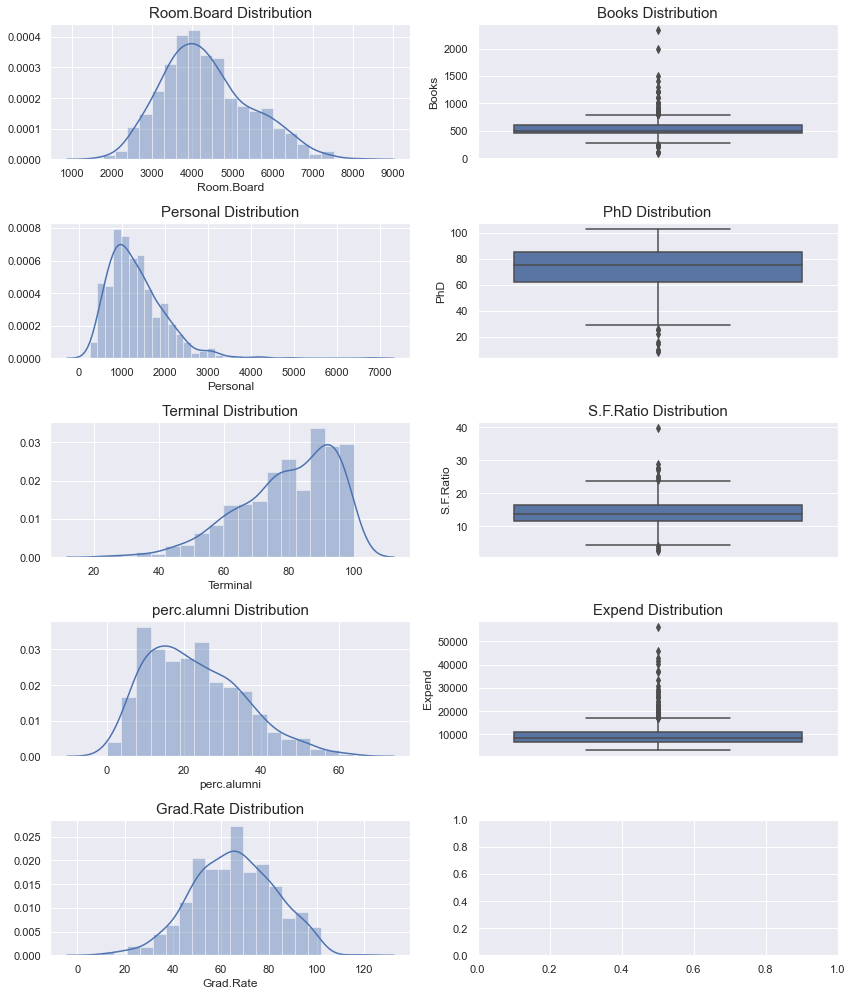 Room.Board Distribution
0.0004
0.0003
0.0002
0.0001
0.0000
1000 2000 3000 4000 5000 6000 7000 8000 9000
Room.Board
Books Distribution
2000
1500
1000
500
0
Books
Personal Distribution
0.0008
0.0006
0.0004
0.0002
0.0000
0 1000 2000 3000 4000 5000 6000 7000
Personal
PhD Distribution
100
80
60
40
20
PhD
Terminal Distribution
0.03
0.02
0.01
0.00
20 40 60 80 100
Terminal
S.F.Ratio Distribution
40
30
20
10
S.F.Ratio
perc.alumni Distribution
0.03
0.02
0.01
0.00
0 20 40 60
perc.alumni
Expend Distribution
50000
40000
30000
20000
10000
Expend
Grad.Rate Distribution
0.025
0.020
0.015
0.010
0.005
0.000
0 20 40 60 80 100 120
Grad.Rate
1.0
0.8
0.6
0.4
0.2
0.0
0.0 0.2 0.4 0.6 0.8 1.0